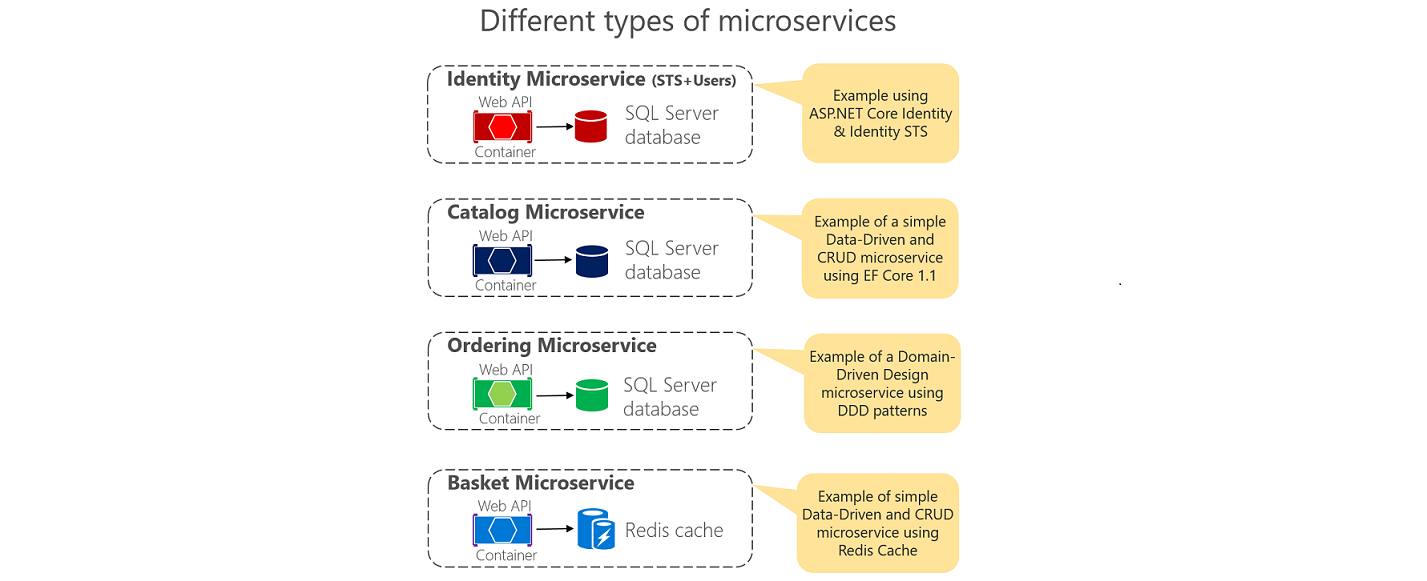 Different types of microservices
Identity Microservice (STS+Users)
Web API
Container
SQL Server
database
Example using
ASP.NET Core Identity
& Identity STS
Catalog Microservice
Web API
Container
SQL Server
database
Example of a simple
Data-Driven and
CRUD microservice
using EF Core 1.1
.
Ordering Microservice
Web API
Container
SQL Server
database
Example of a Domain-
Driven Design
microservice using
DDD patterns
Basket Microservice
Web API
Container
Redis cache
Example of simple
Data-Driven and CRUD
microservice using
Redis Cache